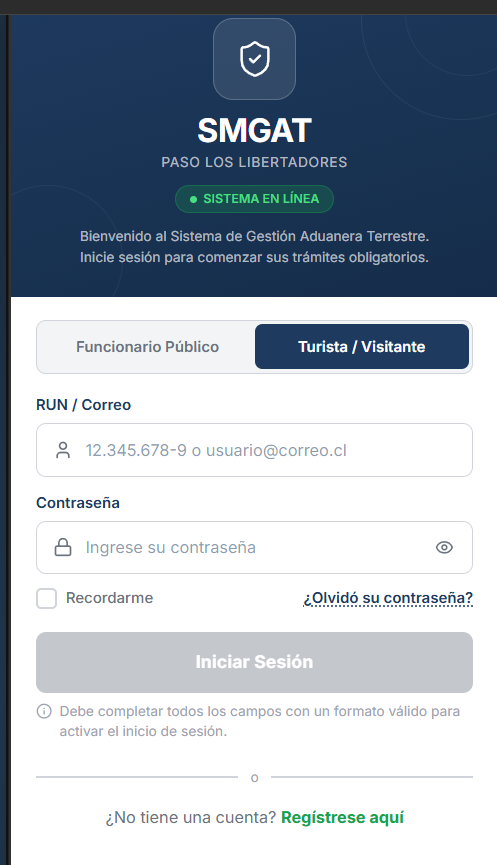 SMGAT
PASO LOS LIBERTADORES
SISTEMA EN LÍNEA
Bienvenido al Sistema de Gestión Aduanera Terrestre.
Inicie sesión para comenzar sus trámites obligatorios.
Funcionario Público
Turista / Visitante
RUN / Correo
12.345.678-9 o usuario@correo.cl
Contraseña
Ingrese su contraseña
Recordarme
¿Olvidó su contraseña?
Iniciar Sesión
Debe completar todos los campos con un formato válido para
activar el inicio de sesión.
o
¿No tiene una cuenta? Regístrese aquí